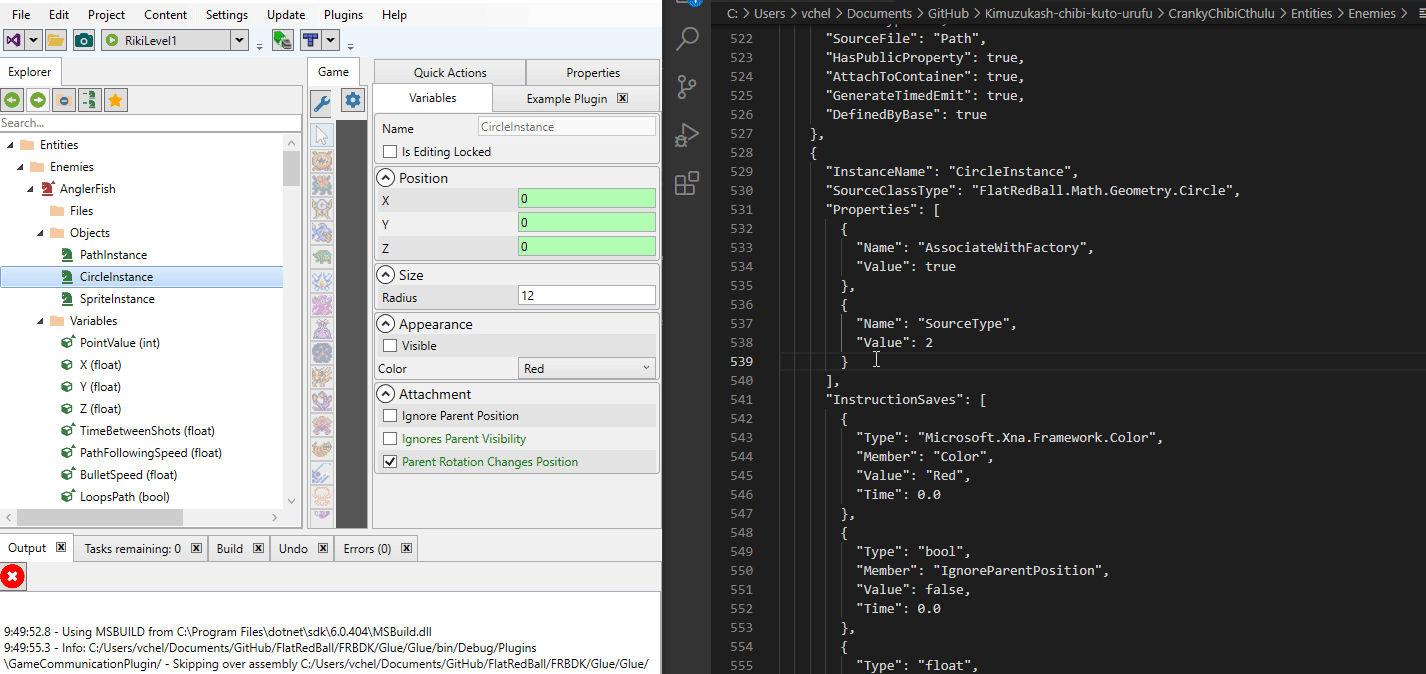 File Edit Project Content Settings Update Plugins Help
RikiLevel1
Explorer
Search...
Entities
Enemies
AnglerFish
Files
Objects
PathInstance
CircleInstance
SpriteInstance
Variables
PointValue (int)
X (float)
Y (float)
Z (float)
TimeBetweenShots (float)
PathFollowingSpeed (float)
BulletSpeed (float)
LoopsPath (bool)
Game
Quick Actions Properties
Variables Example Plugin
Name CircleInstance
Is Editing Locked
Position
X 0
Y 0
Z 0
Size
Radius 12
Appearance
Visible
Color Red
Attachment
Ignore Parent Position
Ignores Parent Visibility
Parent Rotation Changes Position
Output Tasks remaining: 0 Build Undo Errors (0)
9:49:52.8 - Using MSBUILD from C:\Program Files\dotnet\sdk\6.0.404\MSBuild.dll
9:49:55.3 - Info: C:/Users/vchel/Documents/GitHub/FlatRedBall/FRBDK/Glue/Glue/bin/Debug/Plugins
\GameCommunicationPlugin/ - Skipping over assembly C:/Users/vchel/Documents/GitHub/FlatRedBall/FRBDK/Glue/Glue/
C: > Users > vchel > Documents > GitHub > Kimuzukash-chibi-kuto-urufu > CrankyChibiCthulu > Entities > Enemies >
522 "SourceFile": "Path",
523 "HasPublicProperty": true,
524 "AttachToContainer": true,
525 "GenerateTimedEmit": true,
526 "DefinedByBase": true
527 },
528 {
529 "InstanceName": "CircleInstance",
530 "SourceClassType": "FlatRedBall.Math.Geometry.Circle",
531 "Properties": [
532 {
533 "Name": "AssociateWithFactory",
534 "Value": true
535 },
536 {
537 "Name": "SourceType",
538 "Value": 2
539 }
540 ],
541 "InstructionSaves": [
542 {
543 "Type": "Microsoft.Xna.Framework.Color",
544 "Member": "Color",
545 "Value": "Red",
546 "Time": 0.0
547 },
548 {
549 "Type": "bool",
550 "Member": "IgnoreParentPosition",
551 "Value": false,
552 "Time": 0.0
553 },
554 {
555 "Type": "float",